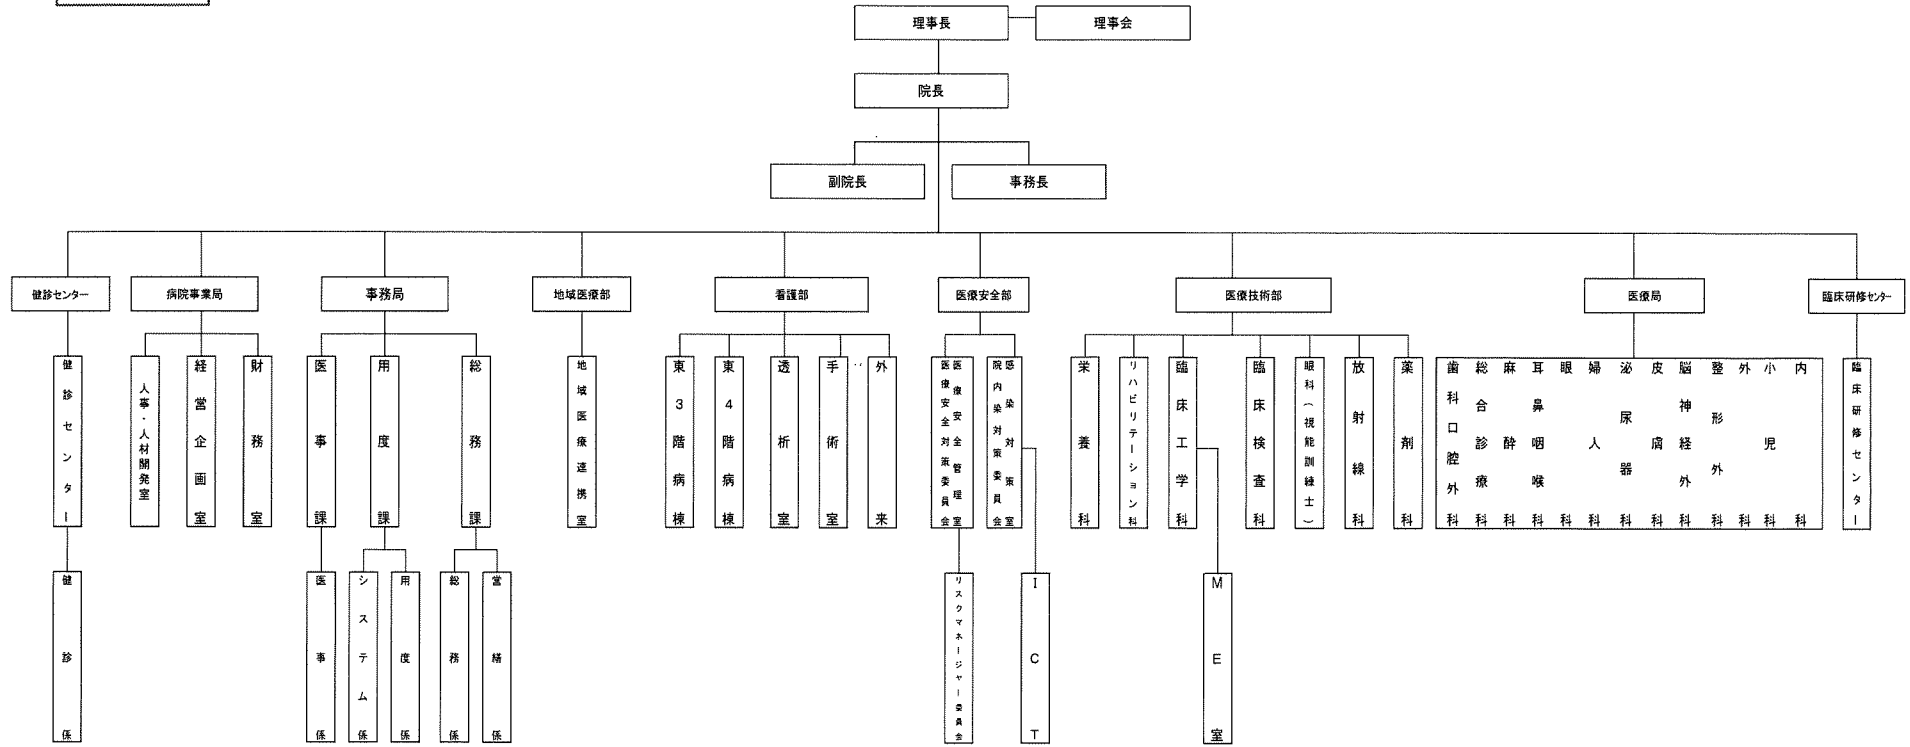 理事長
理事会
院長
副院長
事務長
健診センター
病院事業局
事務局
地域医療部
看護部
医療安全部
医療技術部
医療局
臨床研修センター
健診センター
人事・人材開発室
経営企画室
財務室
医事課
用度課
総務課
地域医療連携室
東3階病棟
東4階病棟
透析室
手術室
外来
医療安全管理室
医療安全対策委員会
感染対策室
院内感染対策委員会
栄養科
リハビリテーション科
臨床工学科
臨床検査科
眼科(視能訓練士)
放射線科
薬剤科
歯科口腔外科
総合診療科
麻酔科
耳鼻咽喉科
眼科
婦人科
泌尿器科
皮膚科
脳神経外科
整形外科
外科
小児科
内科
臨床研修センター
健診係
医事係
システム係
用度係
総務係
営繕係
リスクマネージャー委員会
ICT
ME室